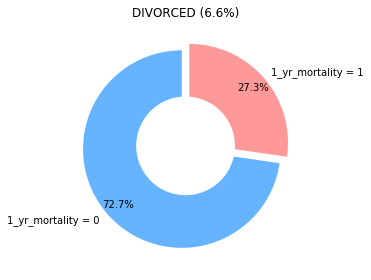 DIVORCED (6.6%)
1_yr_mortality = 1
27.3%
72.7%
1_yr_mortality = 0